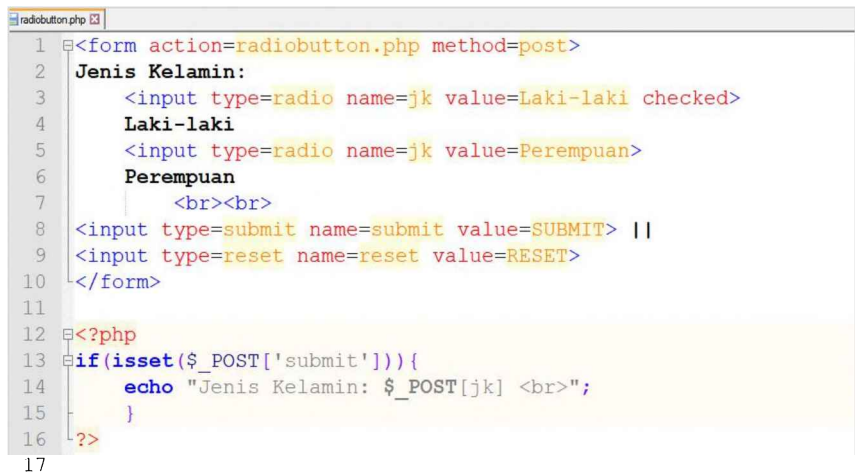 radiobutton.php
1 <form action=radiobutton.php method=post>
2 Jenis Kelamin:
3 <input type=radio name=jk value=Laki-laki checked>
4 Laki-laki
5 <input type=radio name=jk value=Perempuan>
6 Perempuan
7 <br><br>
8 <input type=submit name=submit value=SUBMIT> ||
9 <input type=reset name=reset value=RESET>
10 </form>
11
12 <?php
13 if(isset($_POST['submit'])){
14 echo "Jenis Kelamin: $_POST[jk] <br>";
15 }
16 ?>
17